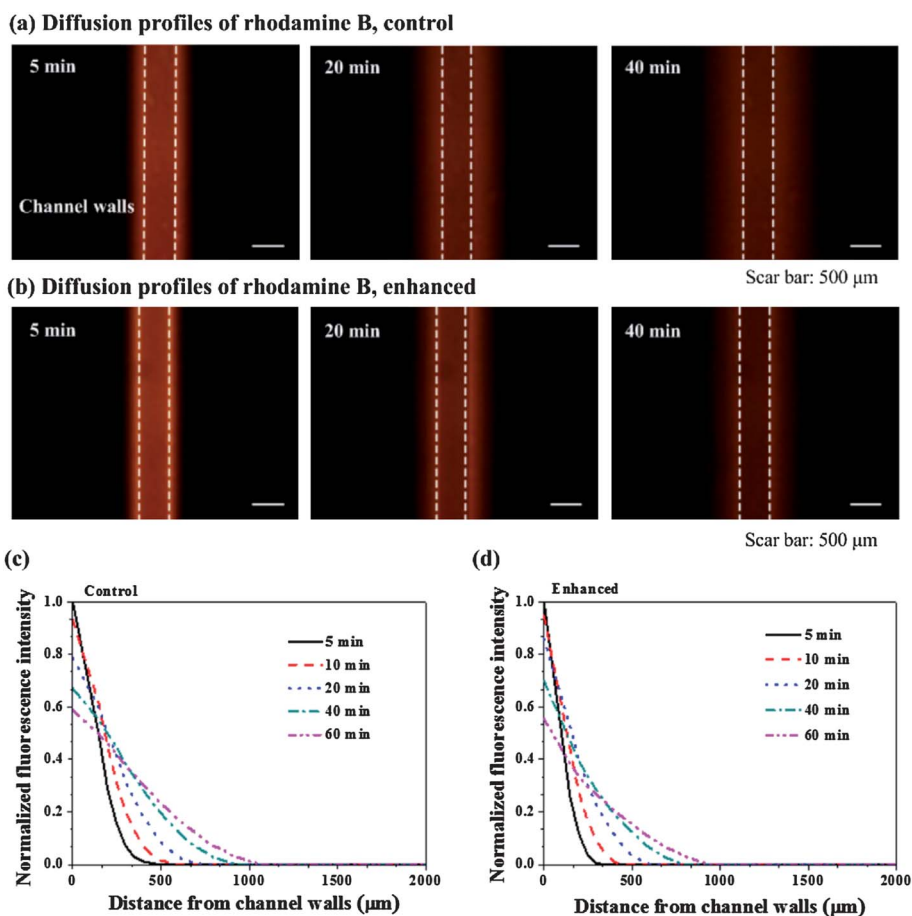 (a) Diffusion profiles of rhodamine B, control
5 min
20 min
40 min
Channel walls
Scar bar: 500 μm
(b) Diffusion profiles of rhodamine B, enhanced
5 min
20 min
40 min
Scar bar: 500 μm
(c)
Control
Normalized fluorescence intensity
1.0
0.8
0.6
0.4
0.2
0.0
5 min
10 min
20 min
40 min
60 min
0
500
1000
1500
2000
Distance from channel walls (μm)
(d)
Enhanced
Normalized fluorescence intensity
1.0
0.8
0.6
0.4
0.2
0.0
5 min
10 min
20 min
40 min
60 min
0
500
1000
1500
2000
Distance from channel walls (μm)